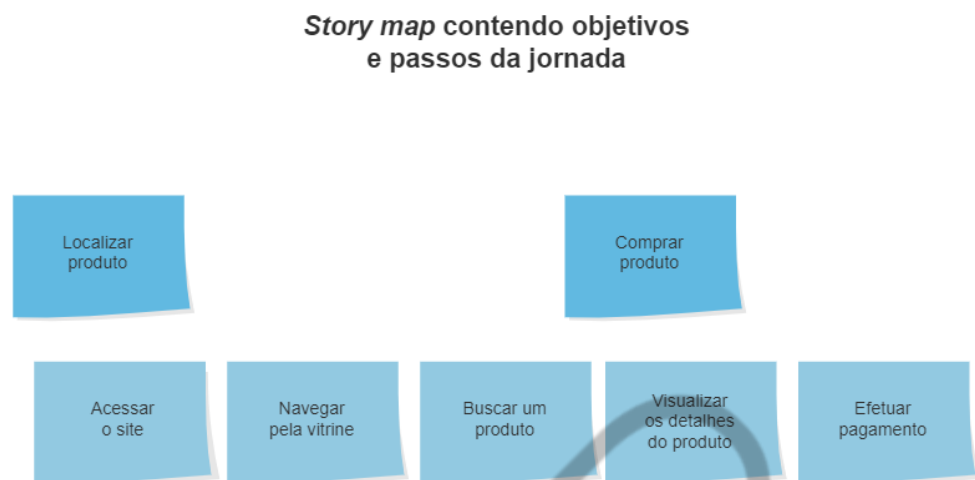 Story map contendo objetivos
e passos da jornada
Localizar
produto
Comprar
produto
Acessar
o site
Navegar
pela vitrine
Buscar um
produto
Visualizar
os detalhes
do produto
Efetuar
pagamento